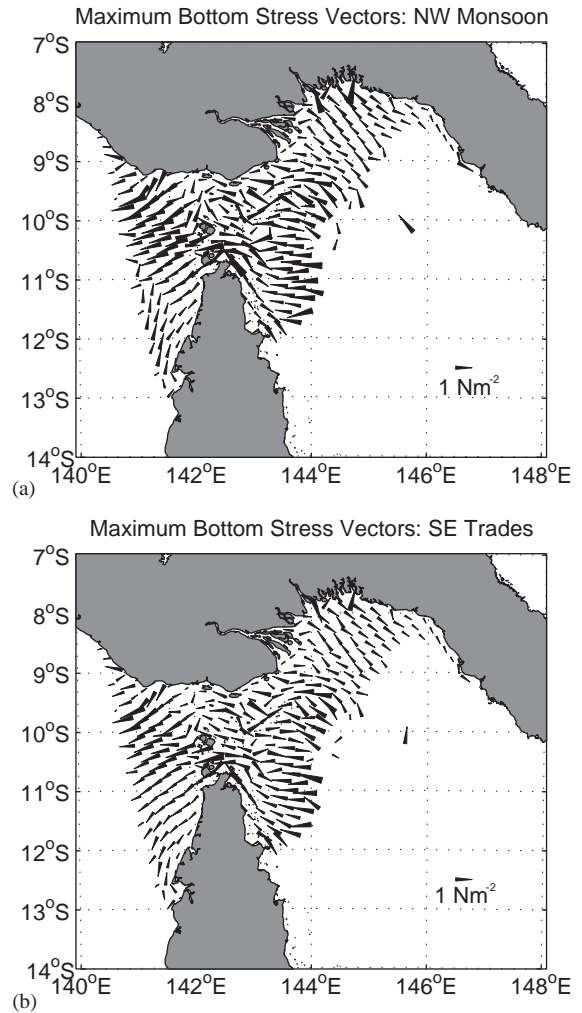 Maximum Bottom Stress Vectors: NW Monsoon
7°S
8°S
9°S
10°S
11°S
12°S
13°S
14°S
1 Nm-2
140°E 142°E 144°E 146°E 148°E
(a)
Maximum Bottom Stress Vectors: SE Trades
7°S
8°S
9°S
10°S
11°S
12°S
13°S
14°S
1 Nm-2
140°E 142°E 144°E 146°E 148°E
(b)